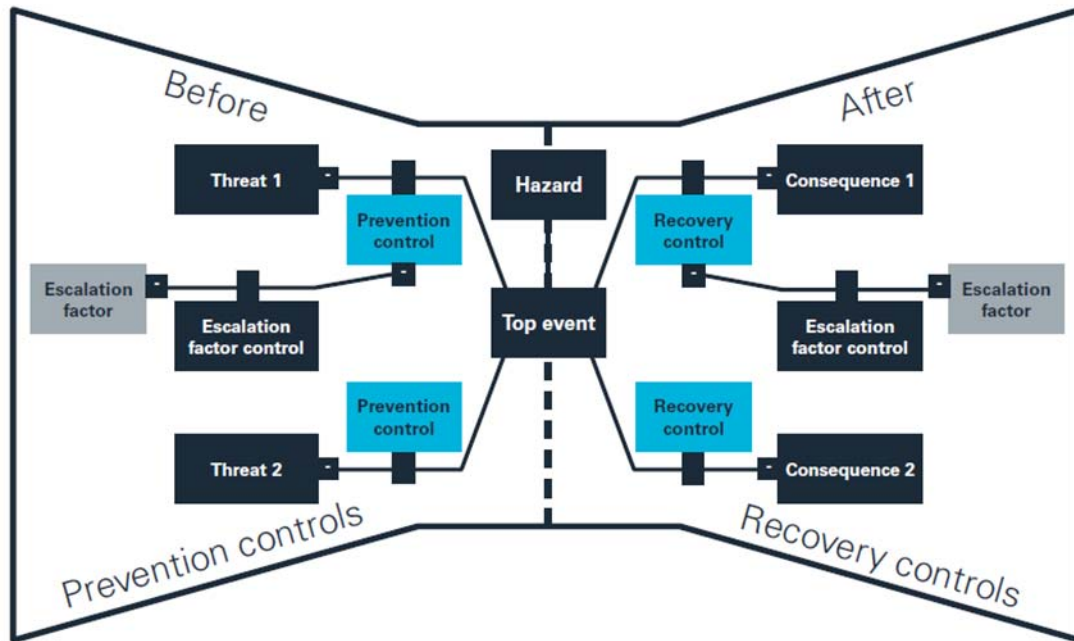 Before
After
Threat 1
-
Hazard
-
Consequence 1
Prevention
control
Recovery
control
-
-
Escalation
factor
-
-
Escalation
factor
Escalation
factor control
Top event
Escalation
factor control
Prevention
control
Recovery
control
Threat 2
-
-
Consequence 2
Prevention controls
Recovery controls